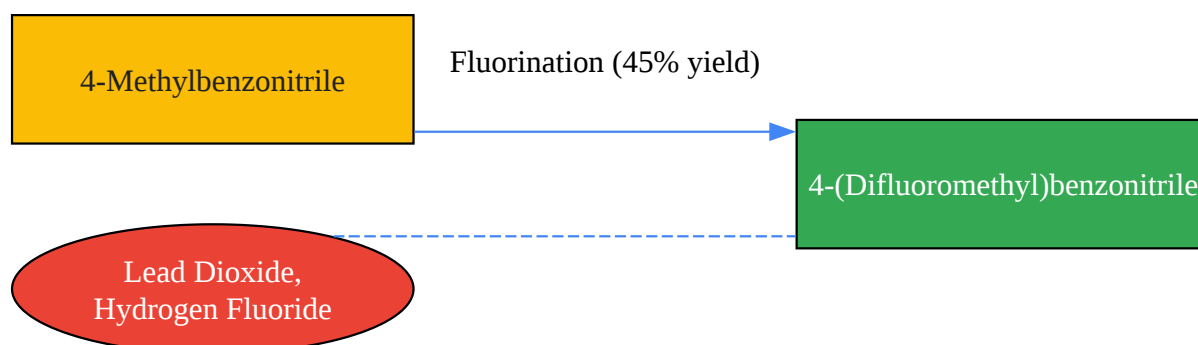 4-Methylbenzonitrile
Fluorination (45% yield)
4-(Difluoromethyl)benzonitrile
Lead Dioxide,
Hydrogen Fluoride